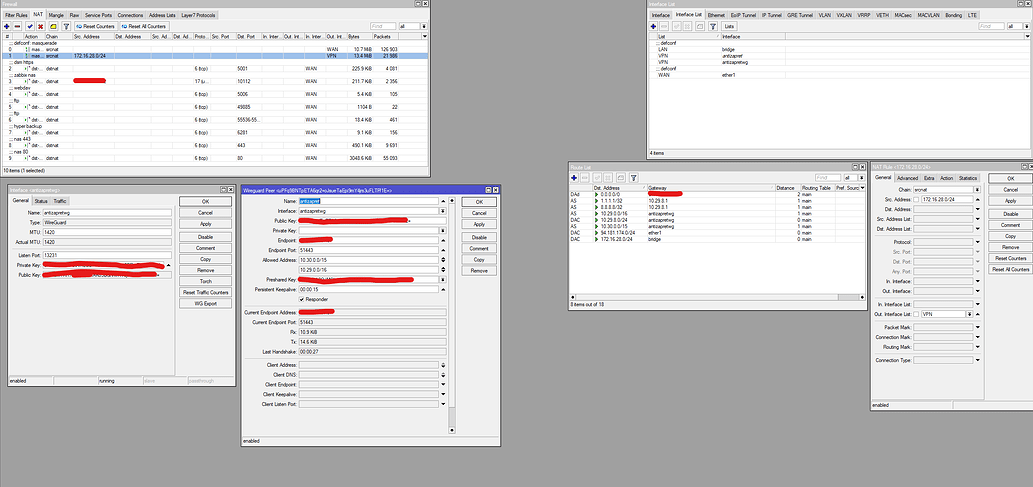 Firewall
Filter Rules NAT Mangle Raw Service Ports Connections Address Lists Layer7 Protocols
Reset Counters Reset All Counters Find all
# Action Chain Src. Address Dst. Address Src. Ad... Dst. Ad... Proto... Src. Port Dst. Port In. Inter... Out. Int... In. Inter... Out. Int... Bytes Packets
;;; defconf: masquerade
0 mas... srcnat WAN 10.7 MiB 126 903
1 mas... srcnat 172.16.28.0/24 VPN 13.4 MiB 21 986
;;; dsm https
2 dst-... dstnat 6 (tcp) 5001 WAN 225.9 KiB 4 081
;;; zabbix nas
3 dst-... dstnat 17 (u... 10112 WAN 211.7 KiB 2 356
;;; webdav
4 dst-... dstnat 6 (tcp) 5006 WAN 5.4 KiB 105
;;; ftp
5 dst-... dstnat 6 (tcp) 49885 WAN 1104 B 22
;;; ftp
6 dst-... dstnat 6 (tcp) 55536-55... WAN 18.4 KiB 461
;;; hyper backup
7 dst-... dstnat 6 (tcp) 6281 WAN 9.1 KiB 156
;;; nas 443
8 dst-... dstnat 6 (tcp) 443 WAN 490.1 KiB 9 691
;;; nas 80
9 dst-... dstnat 6 (tcp) 80 WAN 3048.6 KiB 55 093
10 items (1 selected)
Interface List
Interface Interface List Ethernet EoIP Tunnel IP Tunnel GRE Tunnel VLAN VXLAN VRRP VETH MACsec MACVLAN Bonding LTE
Lists Find all
List Interface
;;; defconf
LAN bridge
VPN antizapret
VPN antizapretwg
;;; defconf
WAN ether1
4 items
Route List
Find all
Dst. Address Gateway Distance Routing Table Pref. Source
DAd 0.0.0.0/0 2 main
AS 1.1.1.1/32 10.29.8.1 1 main
AS 8.8.8.8/32 10.29.8.1 1 main
AS 10.29.0.0/16 antizapretwg 1 main
DAC 10.29.8.0/24 antizapretwg 0 main
AS 10.30.0.0/15 antizapretwg 1 main
DAC 94.181.174.0/24 ether1 0 main
DAC 172.16.28.0/24 bridge 0 main
8 items out of 18
NAT Rule <172.16.28.0/24>
General Advanced Extra Action Statistics
Chain: srcnat
Src. Address: 172.16.28.0/24
Dst. Address:
Src. Address List:
Dst. Address List:
Protocol:
Src. Port:
Dst. Port:
Any. Port:
In. Interface:
Out. Interface:
In. Interface List:
Out. Interface List: VPN
Packet Mark:
Connection Mark:
Routing Mark:
Connection Type:
OK
Cancel
Apply
Disable
Comment
Copy
Remove
Reset Counters
Reset All Counters
enabled
Interface <antizapretwg>
General Status Traffic
Name: antizapretwg
Type: WireGuard
MTU: 1420
Actual MTU: 1420
Listen Port: 13231
Private Key:
Public Key:
OK
Cancel
Apply
Disable
Comment
Copy
Remove
Torch
Reset Traffic Counters
WG Export
enabled running slave passthrough
Name: antizapret
Interface: antizapretwg
Public Key:
Private Key:
Endpoint:
Endpoint Port: 51443
Allowed Address: 10.30.0.0/15
10.29.0.0/16
Preshared Key:
Persistent Keepalive: 00:00:15
Responder
Current Endpoint Address:
Current Endpoint Port: 51443
Rx: 10.9 KiB
Tx: 14.6 KiB
Last Handshake: 00:00:27
Client Address:
Client DNS:
Client Endpoint:
Client Keepalive:
Client Listen Port:
OK
Cancel
Apply
Disable
Comment
Copy
Remove
enabled